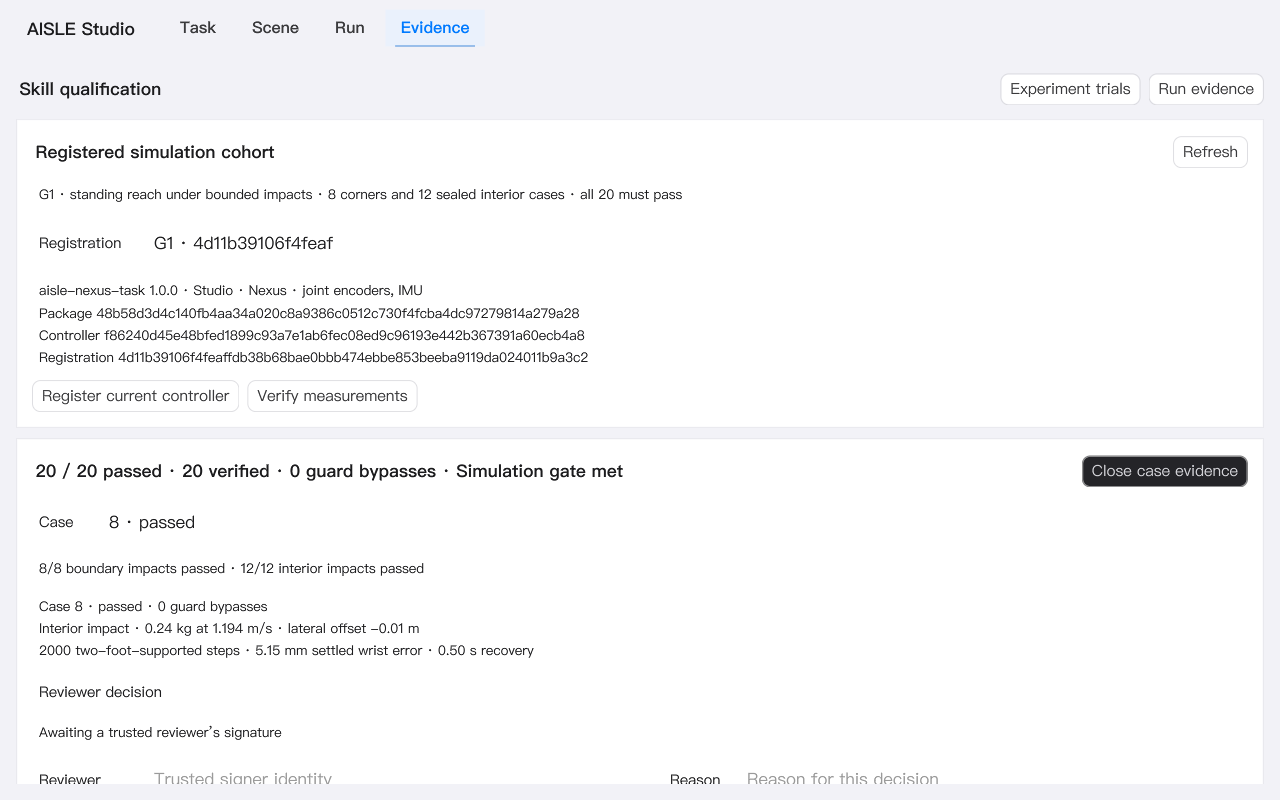 AISLE Studio
Task
Scene
Run
Evidence
Skill qualification
Experiment trials
Run evidence
Registered simulation cohort
Refresh
G1 · standing reach under bounded impacts · 8 corners and 12 sealed interior cases · all 20 must pass
Registration
G1 · 4d11b39106f4feaf
aisle-nexus-task 1.0.0 · Studio · Nexus · joint encoders, IMU
Package 48b58d3d4c140fb4aa34a020c8a9386c0512c730f4fcba4dc97279814a279a28
Controller f86240d45e48bfed1899c93a7e1ab6fec08ed9c96193e442b367391a60ecb4a8
Registration 4d11b39106f4feaffdb38b68bae0bbb474ebbe853beeba9119da024011b9a3c2
Register current controller
Verify measurements
20 / 20 passed · 20 verified · 0 guard bypasses · Simulation gate met
Close case evidence
Case
8 · passed
8/8 boundary impacts passed · 12/12 interior impacts passed
Case 8 · passed · 0 guard bypasses
Interior impact · 0.24 kg at 1.194 m/s · lateral offset -0.01 m
2000 two-foot-supported steps · 5.15 mm settled wrist error · 0.50 s recovery
Reviewer decision
Awaiting a trusted reviewer's signature
Reviewer
Trusted signer identity
Reason
Reason for this decision